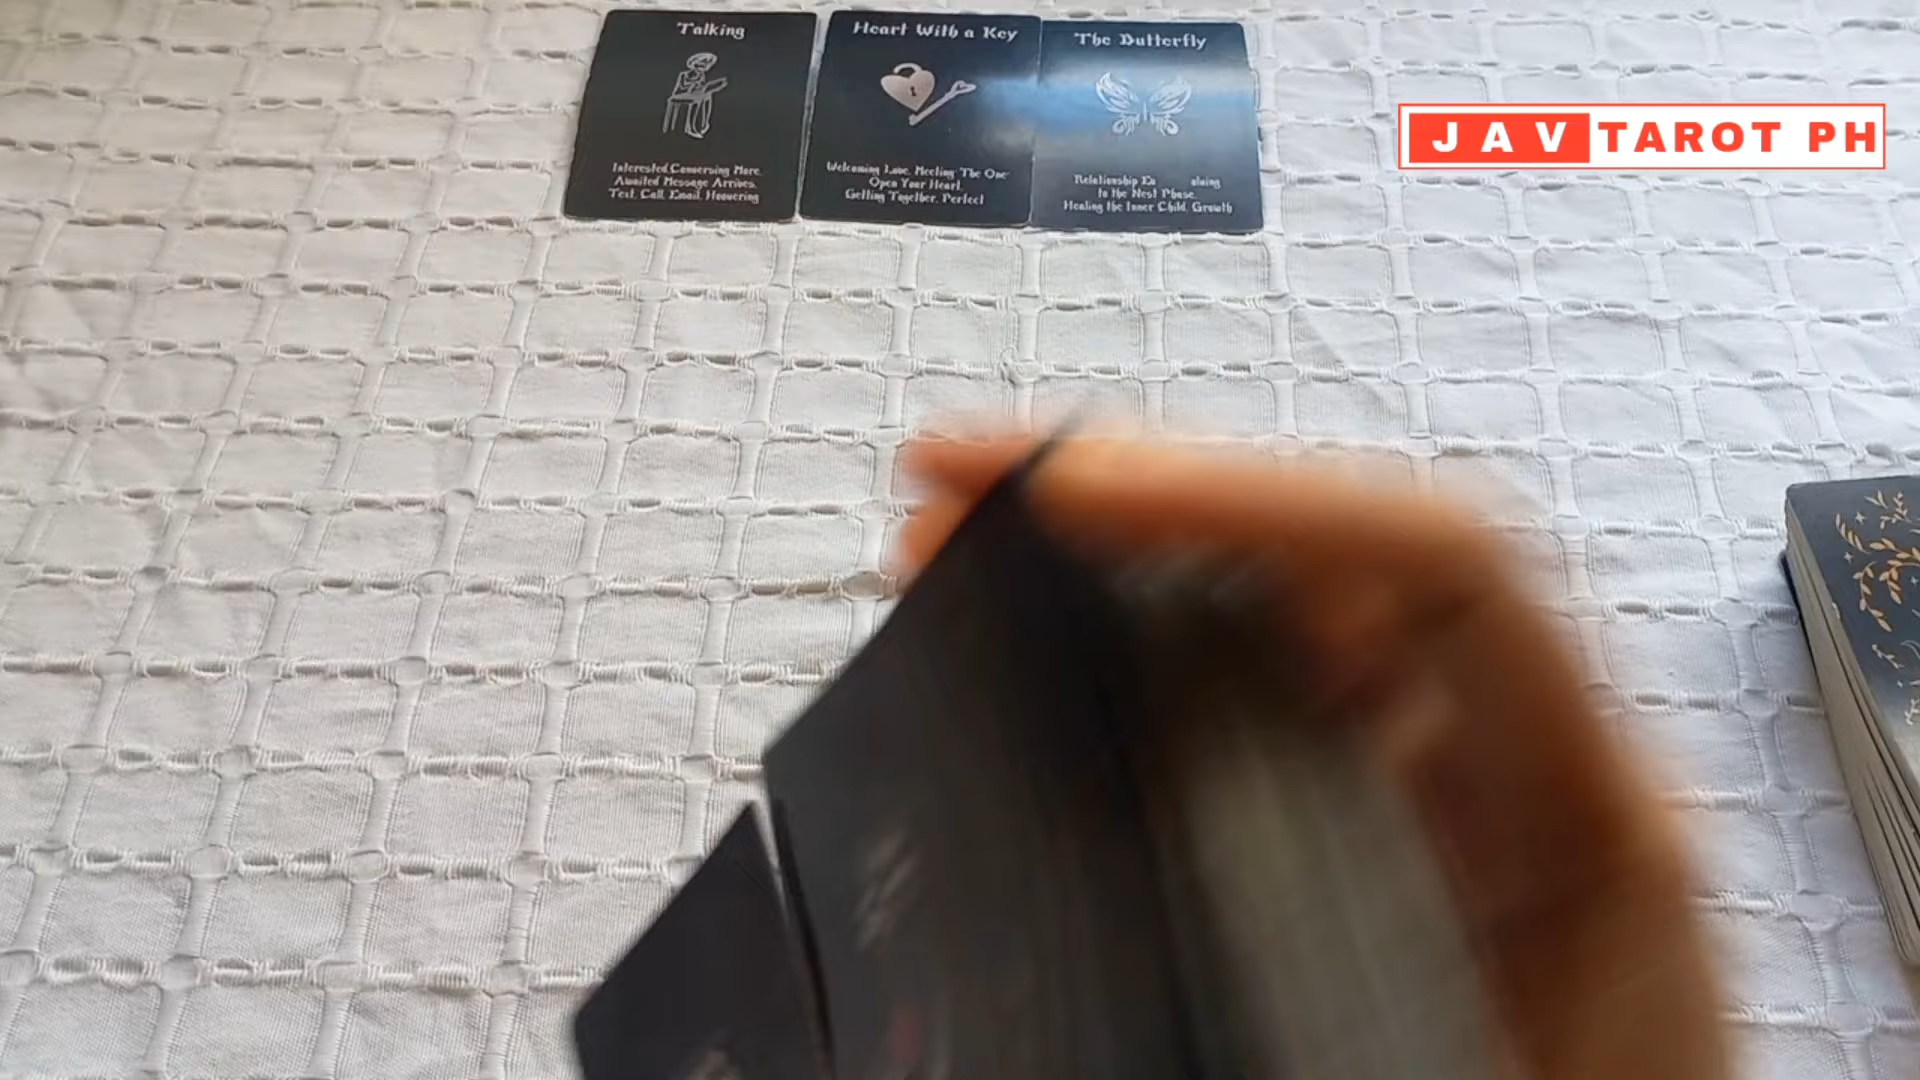 Talking
Interested Conversing More
Awaited Message Arrives.
Text, Call, Email, Hoovering
Heart With a Key
Welcoming Love, Meeting The One
Open Your Heart,
Getting Together, Perfect
The Butterfly
Relationship
to the Next Phase,
Healing the Inner Child, Growth
JAV TAROT PH